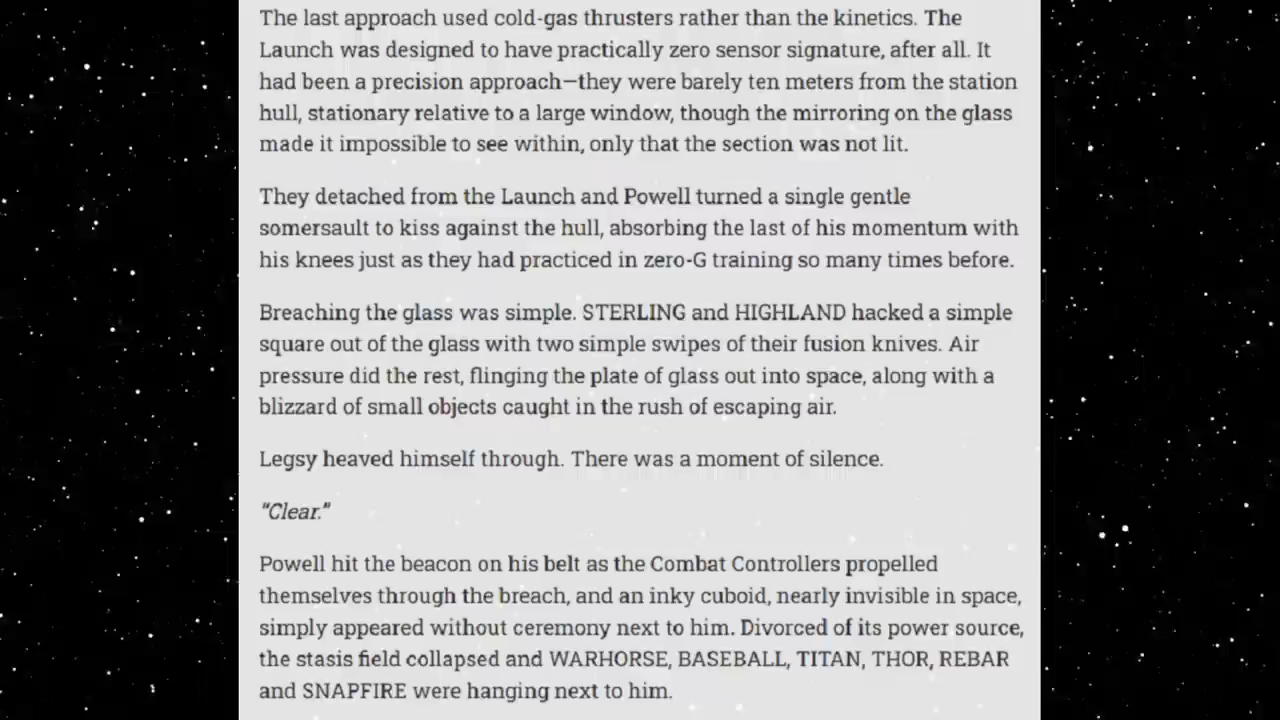 The last approach used cold-gas thrusters rather than the kinetics. The
Launch was designed to have practically zero sensor signature, after all. It
had been a precision approach—they were barely ten meters from the station
hull, stationary relative to a large window, though the mirroring on the glass
made it impossible to see within, only that the section was not lit.
They detached from the Launch and Powell turned a single gentle
somersault to kiss against the hull, absorbing the last of his momentum with
his knees just as they had practiced in zero-G training so many times before.
Breaching the glass was simple. STERLING and HIGHLAND hacked a simple
square out of the glass with two simple swipes of their fusion knives. Air
pressure did the rest, flinging the plate of glass out into space, along with a
blizzard of small objects caught in the rush of escaping air.
Legsy heaved himself through. There was a moment of silence.
“Clear.”
Powell hit the beacon on his belt as the Combat Controllers propelled
themselves through the breach, and an inky cuboid, nearly invisible in space,
simply appeared without ceremony next to him. Divorced of its power source,
the stasis field collapsed and WARHORSE, BASEBALL, TITAN, THOR, REBAR
and SNAPFIRE were hanging next to him.